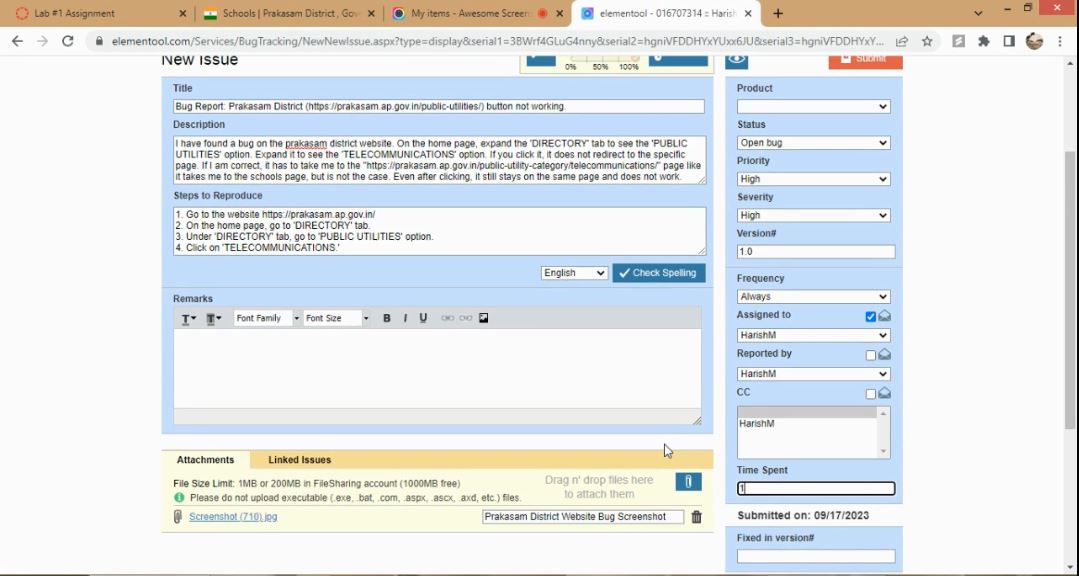 Lab #1 Assignment
Schools | Prakasam District , Gov
My items - Awesome Screen
elementool - 016707314 :: Harish
elementool.com/Services/BugTracking/NewNewIssue.aspx?type=display&serial1=3BWrf4GLuG4nny&serial2=hgniVFDDHYxYUxx6JU&serial3=hgniVFDDHYxY...
New Issue
0% 50% 100%
Submit
Title
Bug Report: Prakasam District (https://prakasam.ap.gov.in/public-utilities/) button not working.
Description
I have found a bug on the prakasam district website. On the home page, expand the 'DIRECTORY' tab to see the 'PUBLIC
UTILITIES' option. Expand it to see the 'TELECOMMUNICATIONS' option. If you click it, it does not redirect to the specific
page. If I am correct, it has to take me to the "https://prakasam.ap.gov.in/public-utility-category/telecommunications/" page like
it takes me to the schools page, but is not the case. Even after clicking, it still stays on the same page and does not work.
Steps to Reproduce
1. Go to the website https://prakasam.ap.gov.in/
2. On the home page, go to 'DIRECTORY' tab.
3. Under 'DIRECTORY' tab, go to 'PUBLIC UTILITIES' option.
4. Click on 'TELECOMMUNICATIONS.'
English
Check Spelling
Remarks
T T Font Family Font Size B I U
Attachments Linked Issues
File Size Limit: 1MB or 200MB in FileSharing account (1000MB free)
Please do not upload executable (.exe, .bat, .com, .aspx, .ascx, .axd, etc.) files.
Drag n' drop files here
to attach them
Screenshot (710).jpg
Prakasam District Website Bug Screenshot
Product
Status
Open bug
Priority
High
Severity
High
Version#
1.0
Frequency
Always
Assigned to
HarishM
Reported by
HarishM
CC
HarishM
Time Spent
1
Submitted on: 09/17/2023
Fixed in version#